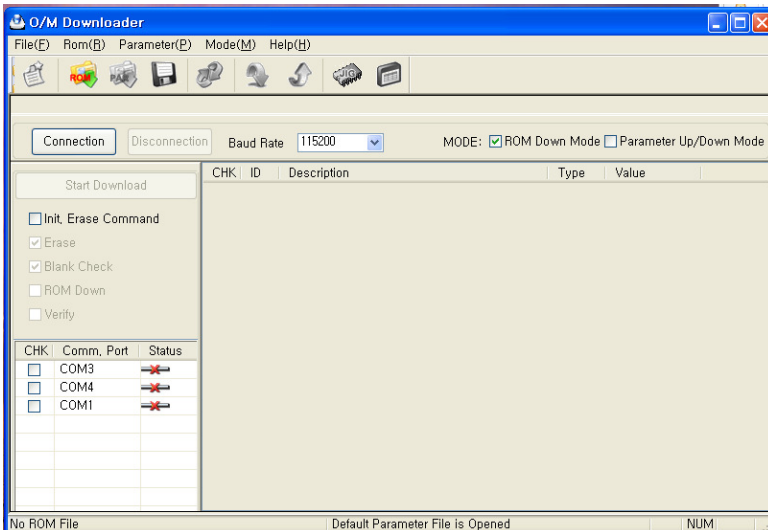 O/M Downloader
File(F) Rom(R) Parameter(P) Mode(M) Help(H)
ROM PAR JIG
Connection Disconnection Baud Rate 115200 MODE: ROM Down Mode Parameter Up/Down Mode
Start Download
CHK ID Description Type Value
Init, Erase Command
Erase
Blank Check
ROM Down
Verify
CHK Comm, Port Status
COM3
COM4
COM1
No ROM File Default Parameter File is Opened NUM